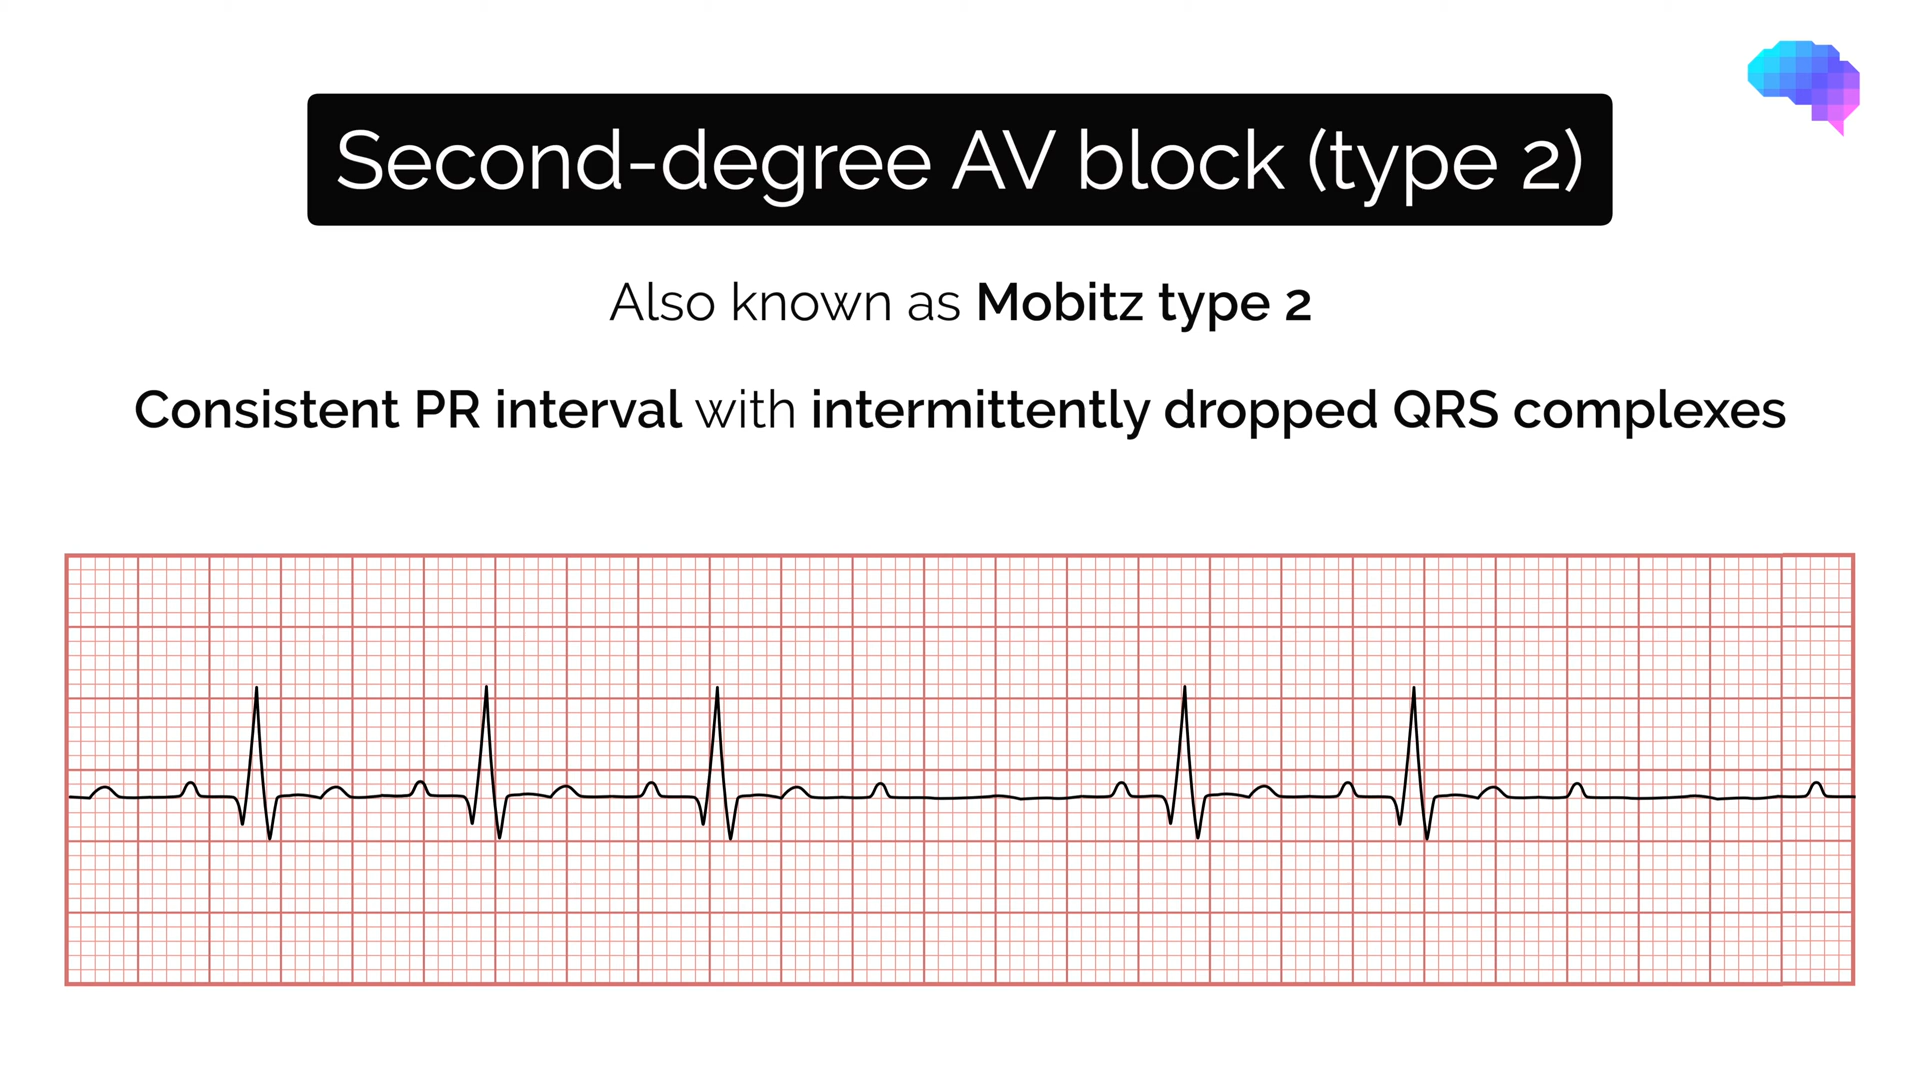 Second-degree AV block (type 2)
Also known as Mobitz type 2
Consistent PR interval with intermittently dropped QRS complexes